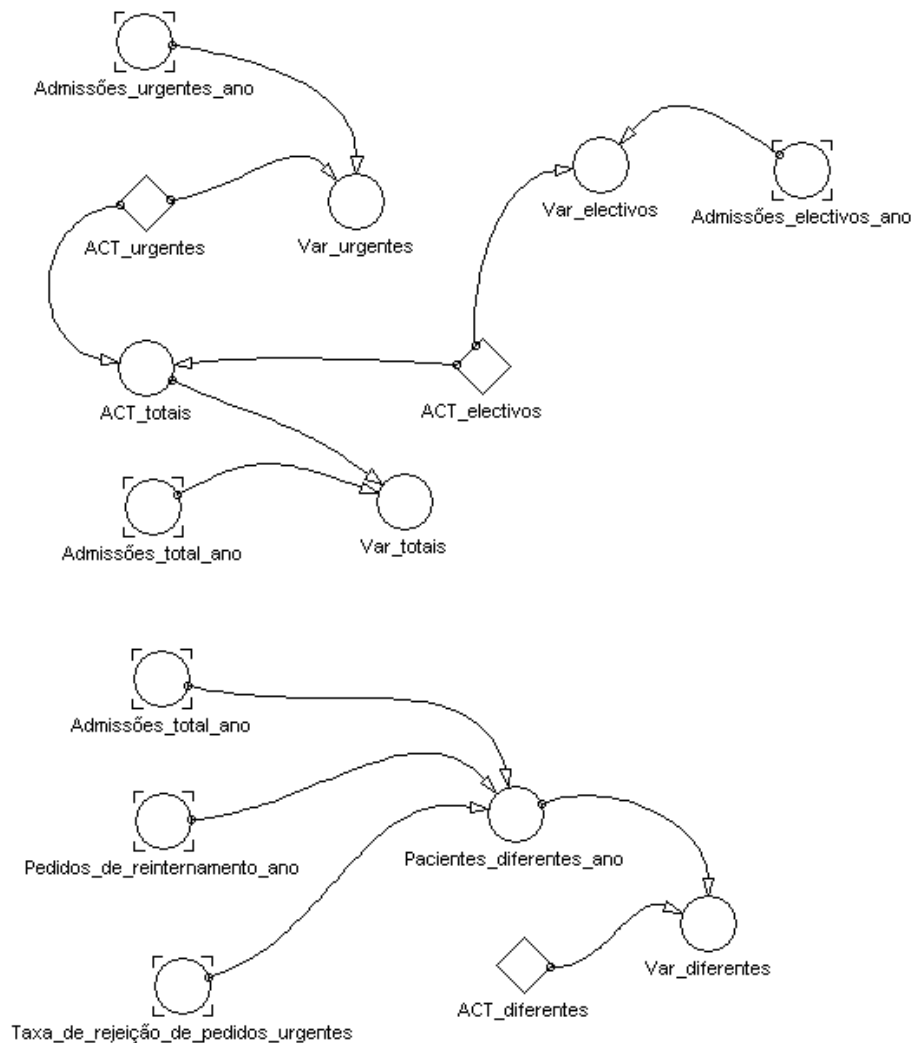 Admissões_urgentes_ano
ACT_urgentes
Var_urgentes
Var_electivos
Admissões_electivos_ano
ACT_totais
ACT_electivos
Admissões_total_ano
Var_totais
Admissões_total_ano
Pedidos_de_reinternamento_ano
Pacientes_diferentes_ano
Taxa_de_rejeição_de_pedidos_urgentes
ACT_diferentes
Var_diferentes